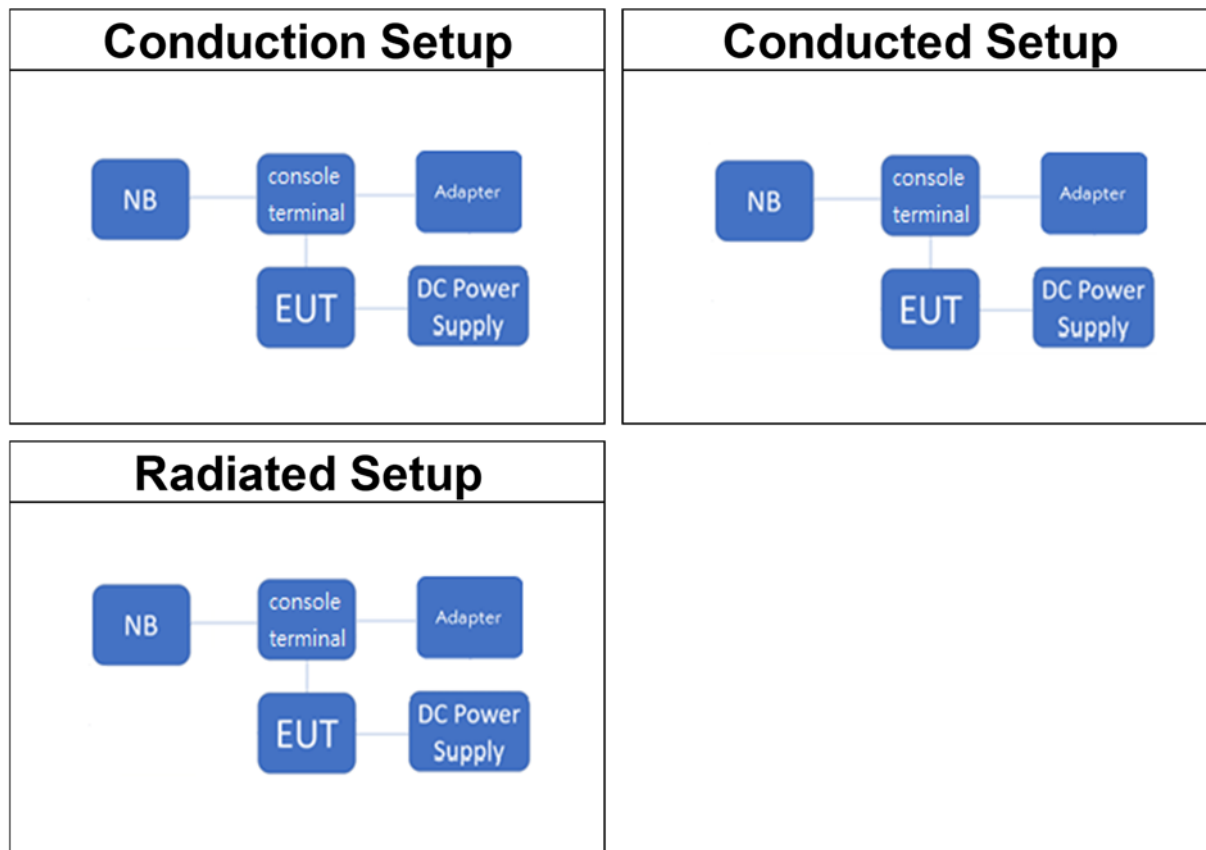 Conduction Setup
NB
console
terminal
Adapter
EUT
DC Power
Supply
Conducted Setup
NB
console
terminal
Adapter
EUT
DC Power
Supply
Radiated Setup
NB
console
terminal
Adapter
EUT
DC Power
Supply